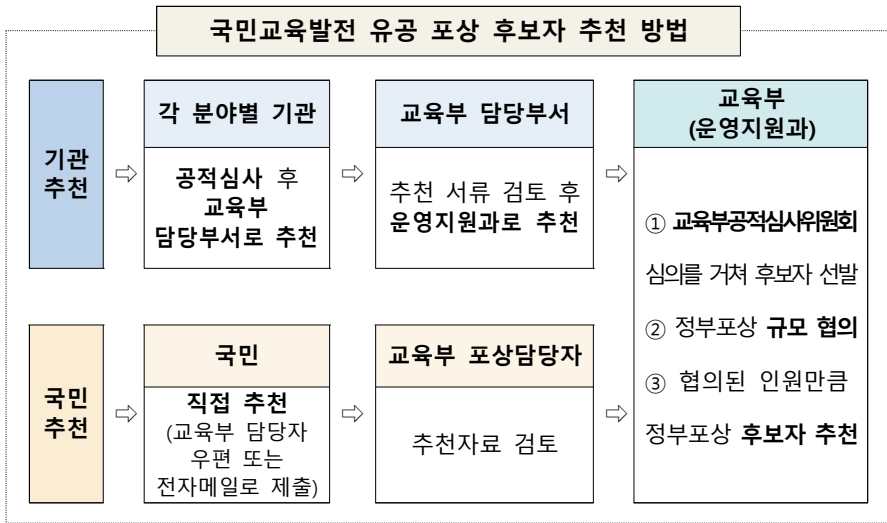 국민교육발전 유공 포상 후보자 추천 방법
기관
추천
⇨
각 분야별 기관
공적심사 후
교육부
담당부서로 추천
⇨
교육부 담당부서
추천 서류 검토 후
운영지원과로 추천
⇨
국민
추천
⇨
국민
직접 추천
(교육부 담당자
우편 또는
전자메일로 제출)
⇨
교육부 포상담당자
추천자료 검토
⇨
교육부
(운영지원과)
① 교육부공적심사위원회
심의를 거쳐 후보자 선발
② 정부포상 규모 협의
③ 협의된 인원만큼
정부포상 후보자 추천